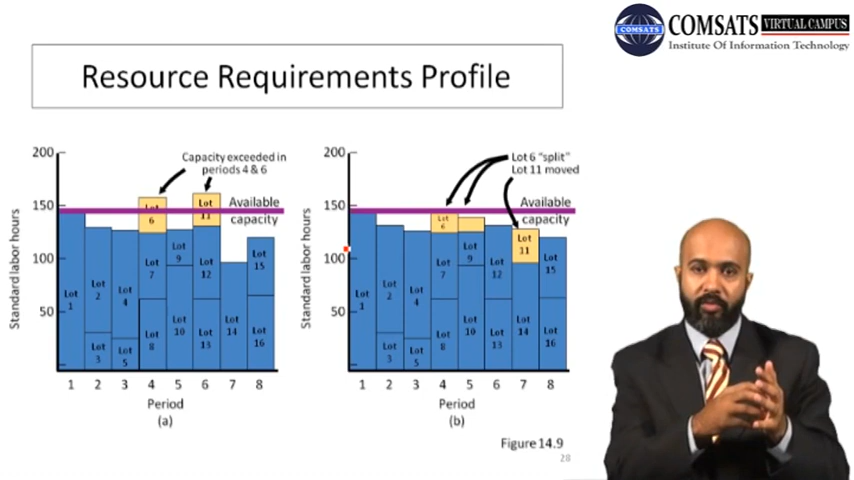 COMSATS VIRTUAL CAMPUS
COMSATS
Institute Of Information Technology
Resource Requirements Profile
200
150
100
50
Standard labor hours
Capacity exceeded in
periods 4 & 6
Available
capacity
Lot
1
Lot
2
Lot
3
Lot
4
Lot
5
Lot
6
Lot
7
Lot
8
Lot
9
Lot
10
Lot
11
Lot
12
Lot
13
Lot
14
Lot
15
Lot
16
1 2 3 4 5 6 7 8
Period
(a)
200
150
100
50
Standard labor hours
Lot 6 "split"
Lot 11 moved
Available
capacity
Lot
1
Lot
2
Lot
3
Lot
4
Lot
5
Lot
6
Lot
7
Lot
8
Lot
9
Lot
10
Lot
12
Lot
13
Lot
11
Lot
14
Lot
15
Lot
16
1 2 3 4 5 6 7 8
Period
(b)
Figure 14.9
28